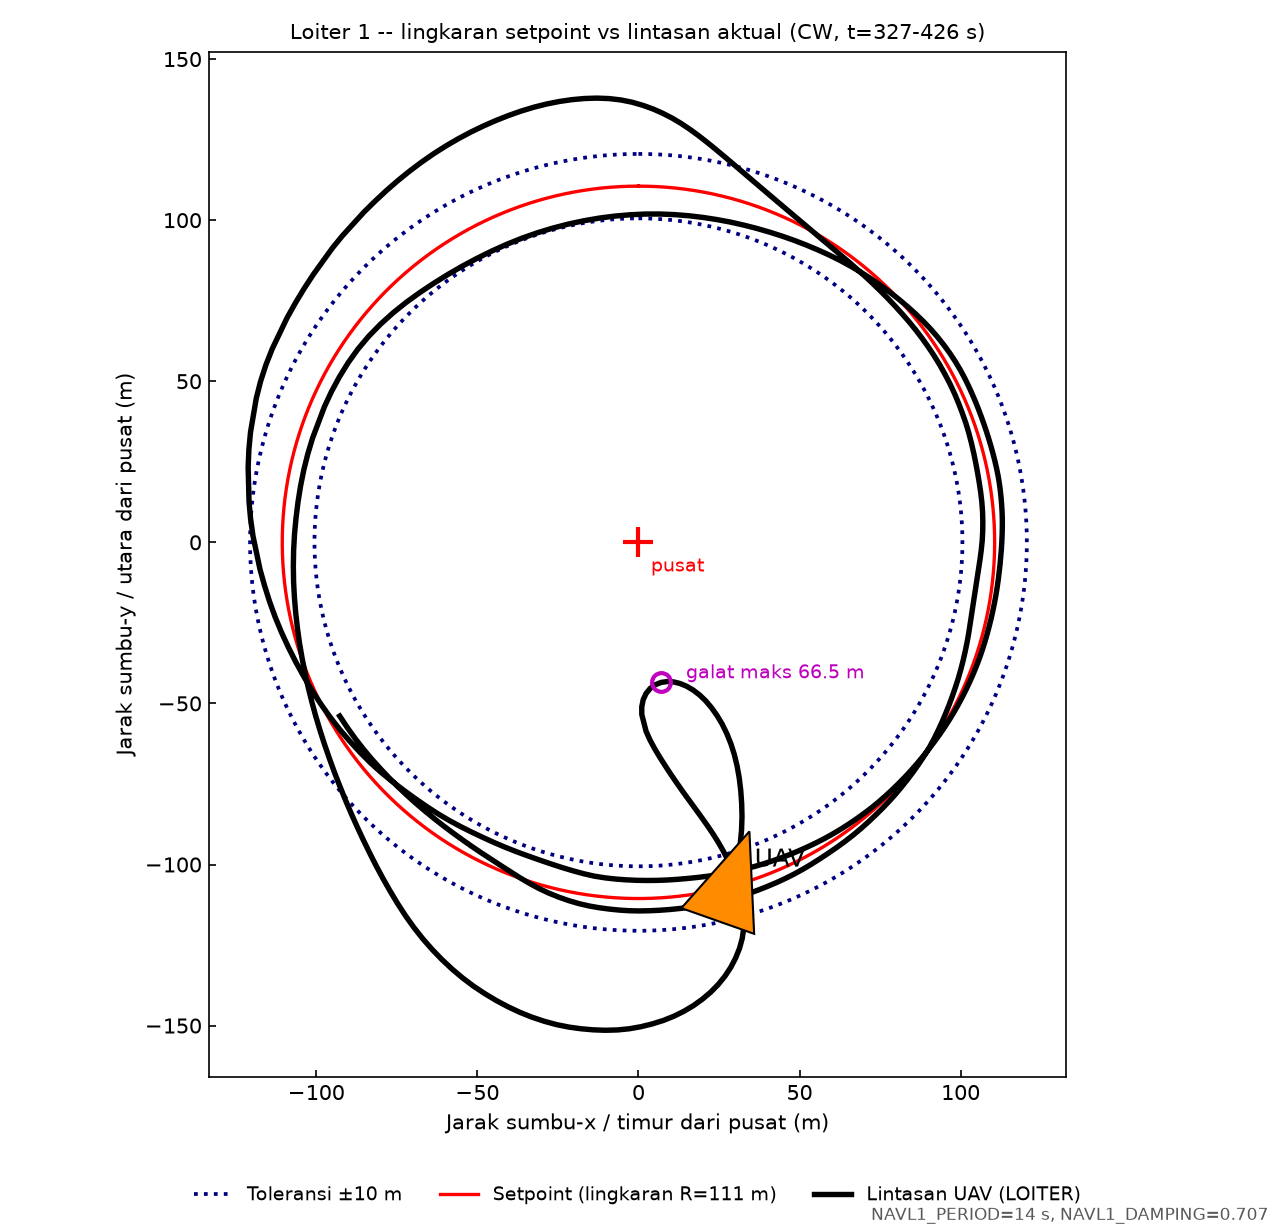 Loiter 1 -- lingkaran setpoint vs lintasan aktual (CW, t=327-426 s)
150
100
50
0
−50
−100
−150
Jarak sumbu-y / utara dari pusat (m)
pusat
galat maks 66.5 m
UAV
−100
−50
0
50
100
Jarak sumbu-x / timur dari pusat (m)
Toleransi ±10 m
Setpoint (lingkaran R=111 m)
Lintasan UAV (LOITER)
NAVL1_PERIOD=14 s, NAVL1_DAMPING=0.707